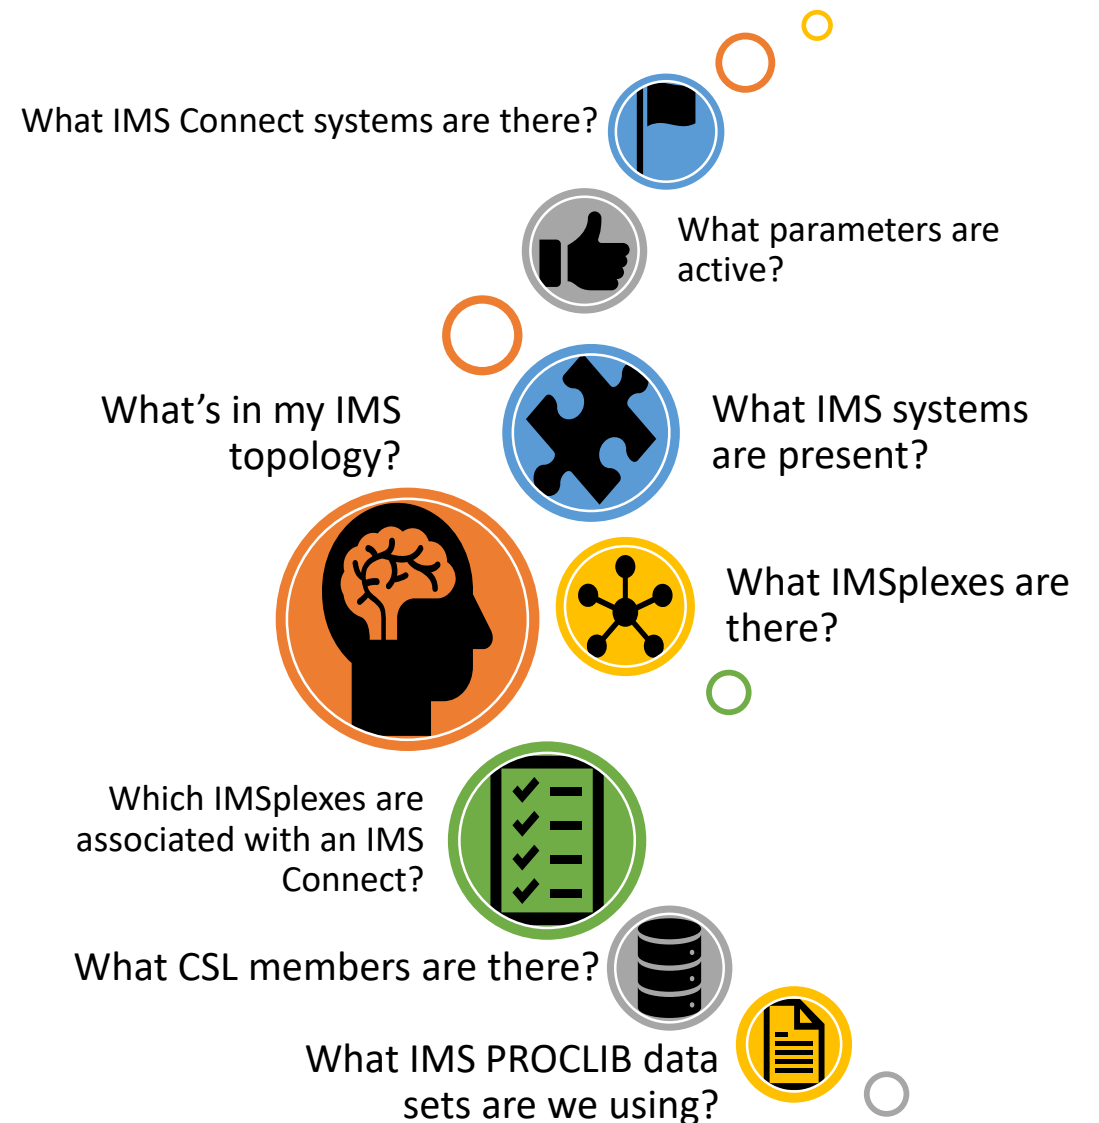 What IMS Connect systems are there?
What parameters are
active?
What's in my IMS
topology?
What IMS systems
are present?
What IMSplexes are
there?
Which IMSplexes are
associated with an IMS
Connect?
What CSL members are there?
What IMS PROCLIB data
sets are we using?